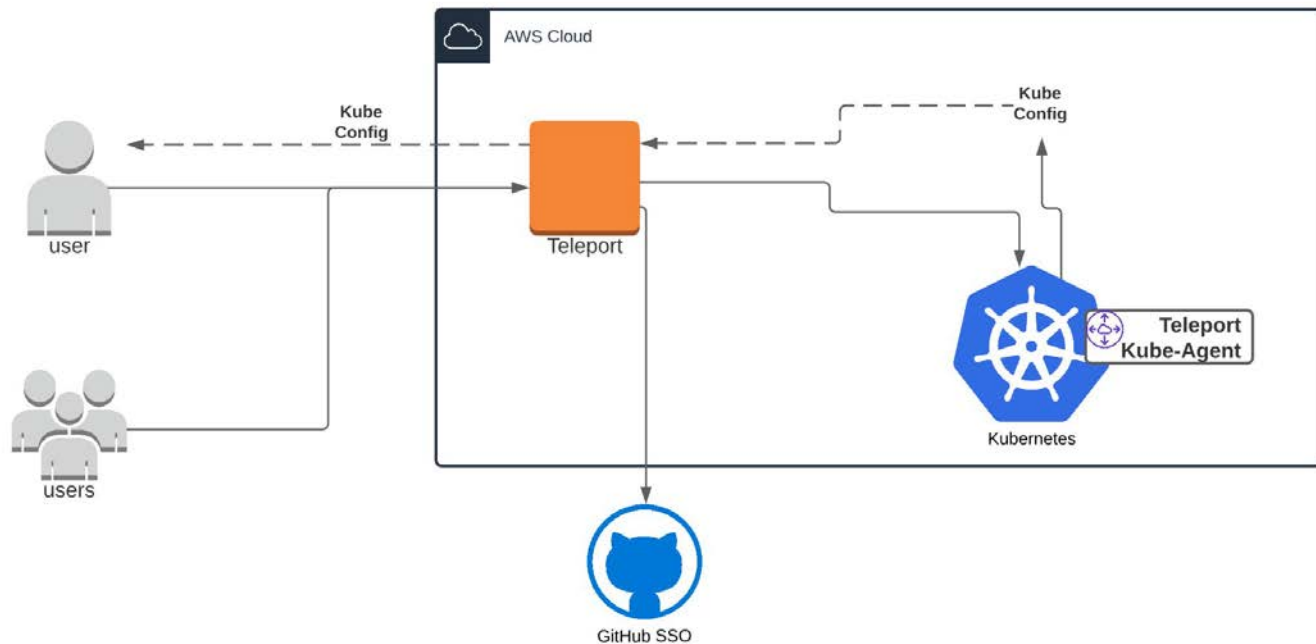 AWS Cloud
Kube
Config
Kube
Config
user
Teleport
Teleport
Kube-Agent
Kubernetes
users
GitHub SSO